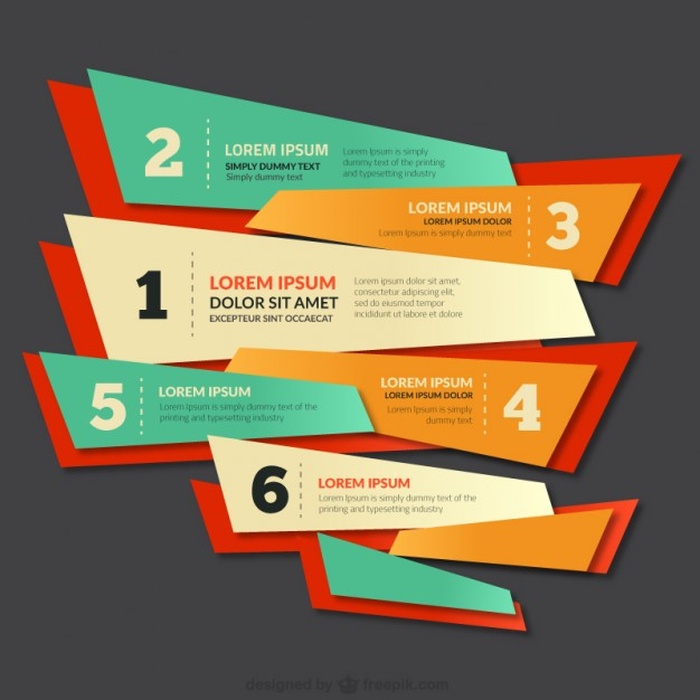 2
LOREM IPSUM
SIMPLY DUMMY TEXT
Simply dummy text
Lorem Ipsum is simply
dummy text of the printing
and typesetting industry
LOREM IPSUM
LOREM IPSUM DOLOR
Lorem Ipsum is simply dummy text
3
1
LOREM IPSUM
DOLOR SIT AMET
EXCEPTEUR SINT OCCAECAT
Lorem ipsum dolor sit amet,
consectetur adipiscing elit,
sed do eiusmod tempor
incididunt ut labore et dolore
5
LOREM IPSUM
Lorem Ipsum is simply dummy text of the
printing and typesetting industry
LOREM IPSUM
LOREM IPSUM DOLOR
Lorem Ipsum is simply
dummy text
4
6
LOREM IPSUM
Lorem Ipsum is simply dummy text of the
printing and typesetting industry
designed by freepik.com